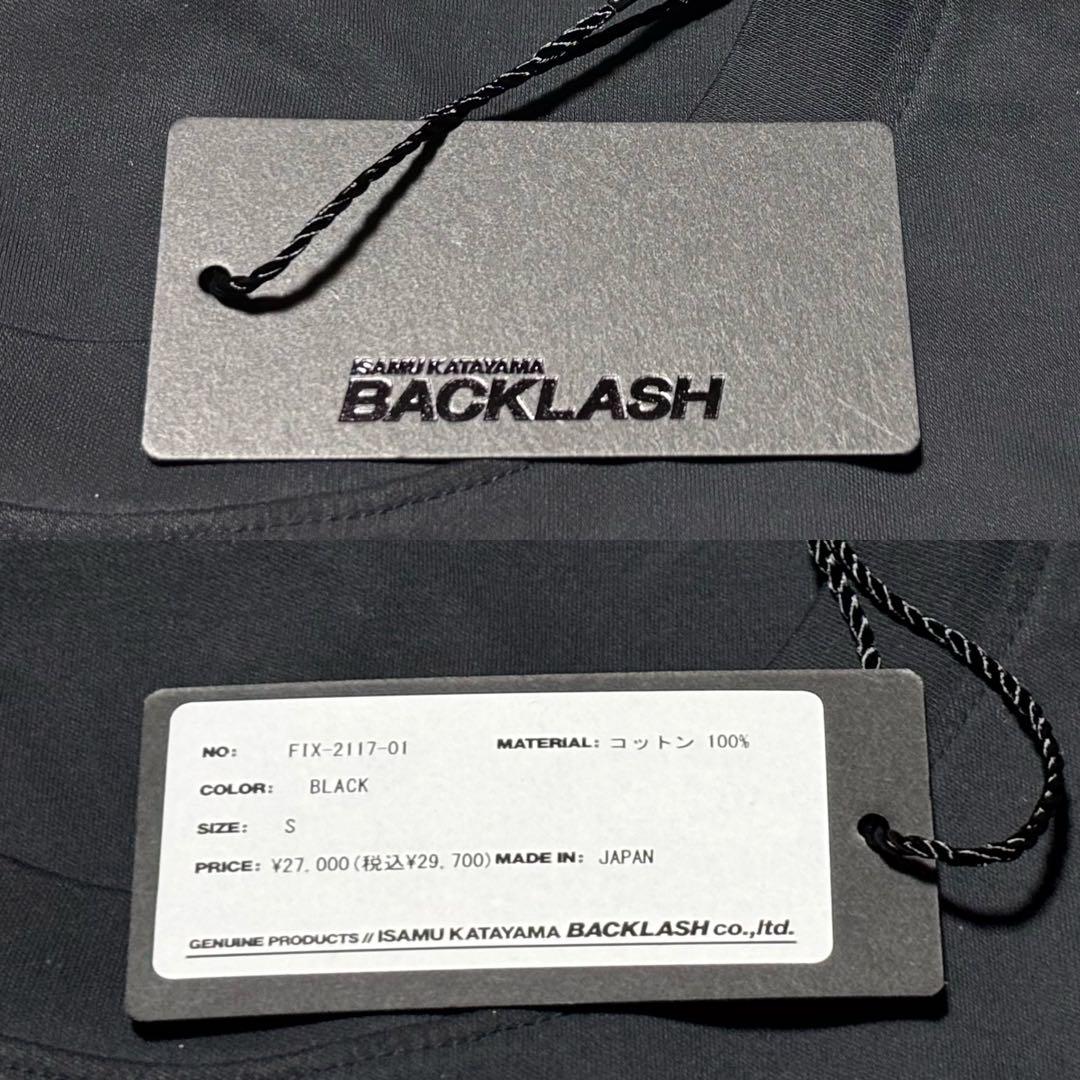 ISAMU KATAYAMA
BACKLASH
NO: FIX-2117-01 MATERIAL: コットン 100%
COLOR: BLACK
SIZE: S
PRICE: ¥27,000(税込¥29,700) MADE IN: JAPAN
GENUINE PRODUCTS // ISAMU KATAYAMA BACKLASH co.,ltd.